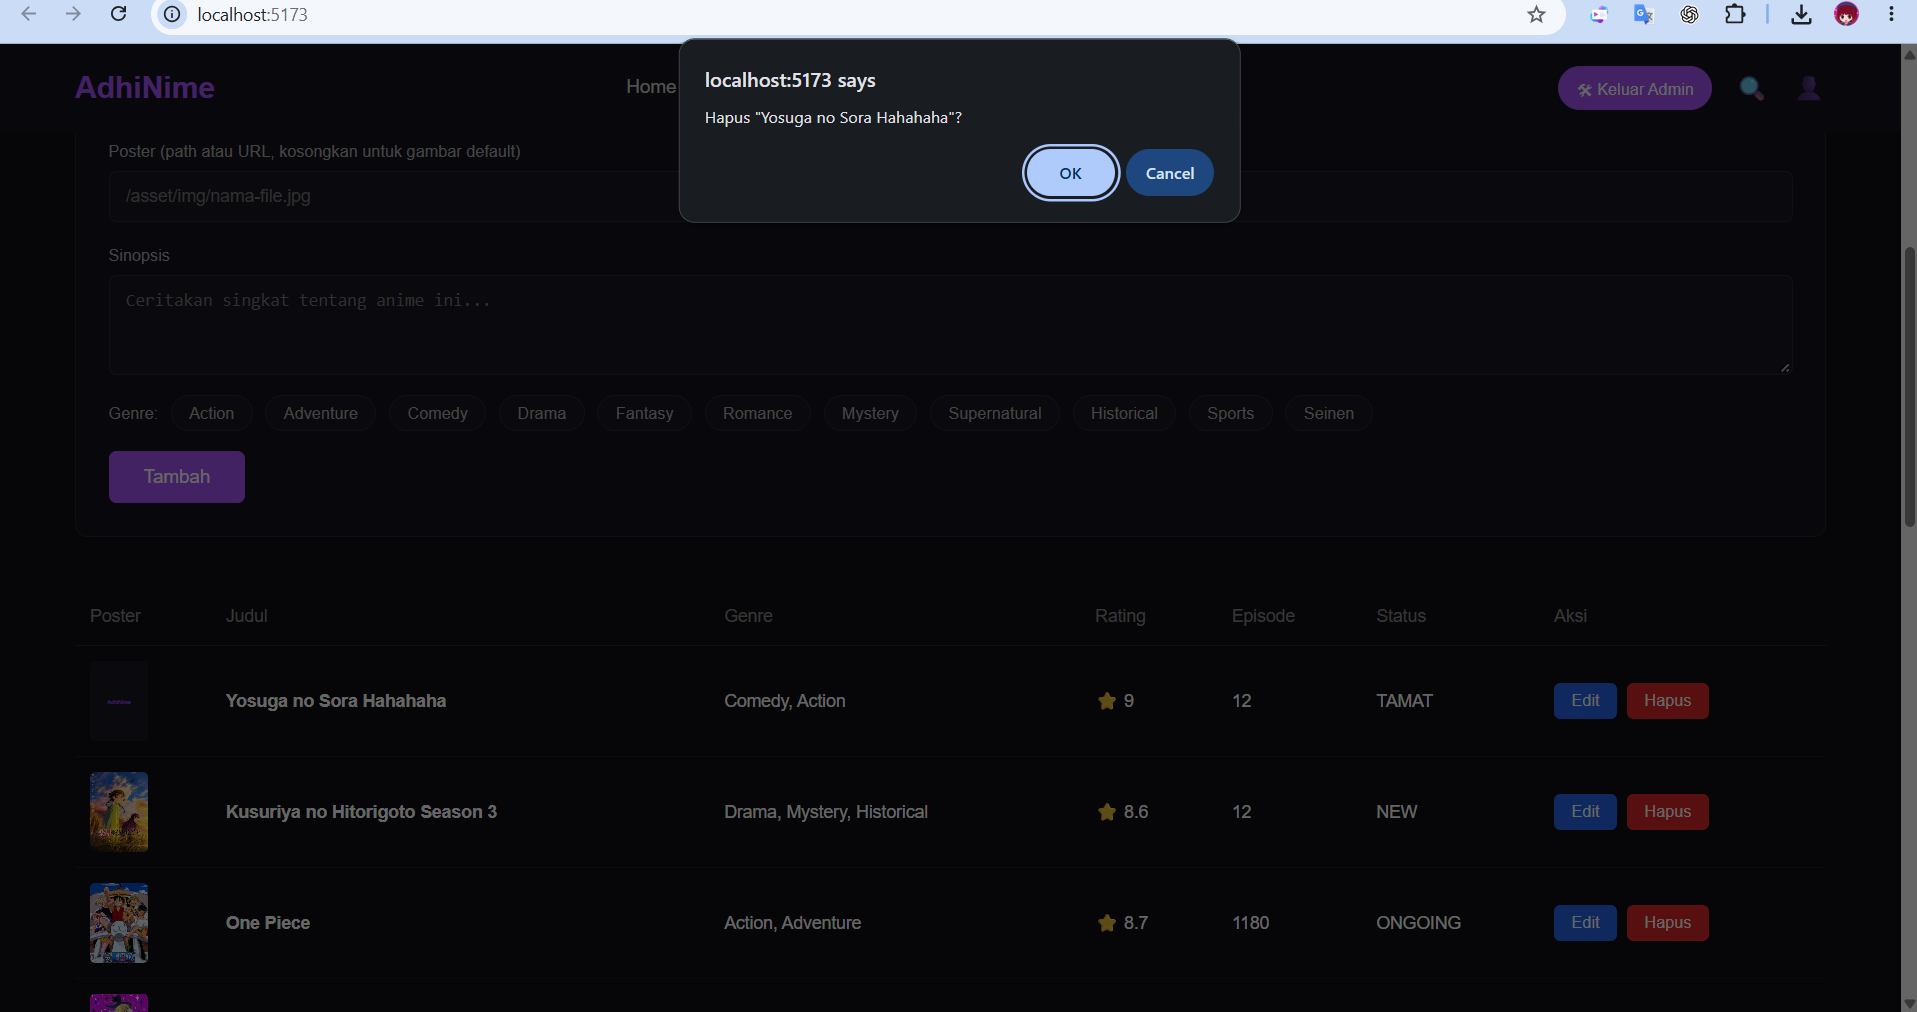 localhost:5173
AdhiNime
Home
🛠 Keluar Admin
localhost:5173 says
Hapus "Yosuga no Sora Hahahaha"?
OK
Cancel
Poster (path atau URL, kosongkan untuk gambar default)
/asset/img/nama-file.jpg
Sinopsis
Ceritakan singkat tentang anime ini...
Genre: Action Adventure Comedy Drama Fantasy Romance Mystery Supernatural Historical Sports Seinen
Tambah
Poster Judul Genre Rating Episode Status Aksi
AdhiNime Yosuga no Sora Hahahaha Comedy, Action ⭐ 9 12 TAMAT Edit Hapus
Kusuriya no Hitorigoto Season 3 Drama, Mystery, Historical ⭐ 8.6 12 NEW Edit Hapus
One Piece Action, Adventure ⭐ 8.7 1180 ONGOING Edit Hapus